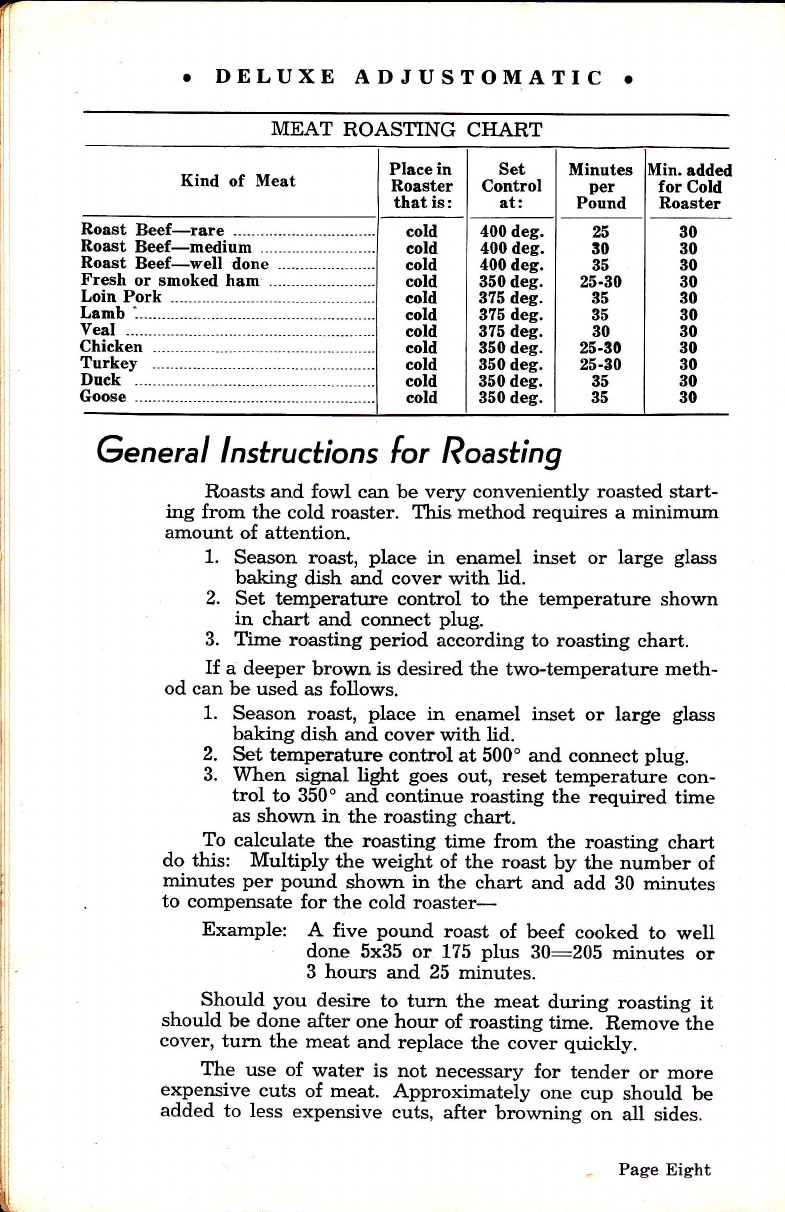 • DELUXE ADJUSTOMATIC •
MEAT ROASTING CHART
Kind of Meat | Place in Roaster that is: | Set Control at: | Minutes per Pound | Min. added for Cold Roaster
Roast Beef—rare cold 400 deg. 25 30
Roast Beef—medium cold 400 deg. 30 30
Roast Beef—well done cold 400 deg. 35 30
Fresh or smoked ham cold 350 deg. 25-30 30
Loin Pork cold 375 deg. 35 30
Lamb cold 375 deg. 35 30
Veal cold 375 deg. 30 30
Chicken cold 350 deg. 25-30 30
Turkey cold 350 deg. 25-30 30
Duck cold 350 deg. 35 30
Goose cold 350 deg. 35 30
General Instructions for Roasting
Roasts and fowl can be very conveniently roasted start-
ing from the cold roaster. This method requires a minimum
amount of attention.
1. Season roast, place in enamel inset or large glass
baking dish and cover with lid.
2. Set temperature control to the temperature shown
in chart and connect plug.
3. Time roasting period according to roasting chart.
If a deeper brown is desired the two-temperature meth-
od can be used as follows.
1. Season roast, place in enamel inset or large glass
baking dish and cover with lid.
2. Set temperature control at 500° and connect plug.
3. When signal light goes out, reset temperature con-
trol to 350° and continue roasting the required time
as shown in the roasting chart.
To calculate the roasting time from the roasting chart
do this: Multiply the weight of the roast by the number of
minutes per pound shown in the chart and add 30 minutes
to compensate for the cold roaster—
Example: A five pound roast of beef cooked to well
done 5x35 or 175 plus 30=205 minutes or
3 hours and 25 minutes.
Should you desire to turn the meat during roasting it
should be done after one hour of roasting time. Remove the
cover, turn the meat and replace the cover quickly.
The use of water is not necessary for tender or more
expensive cuts of meat. Approximately one cup should be
added to less expensive cuts, after browning on all sides.
Page Eight